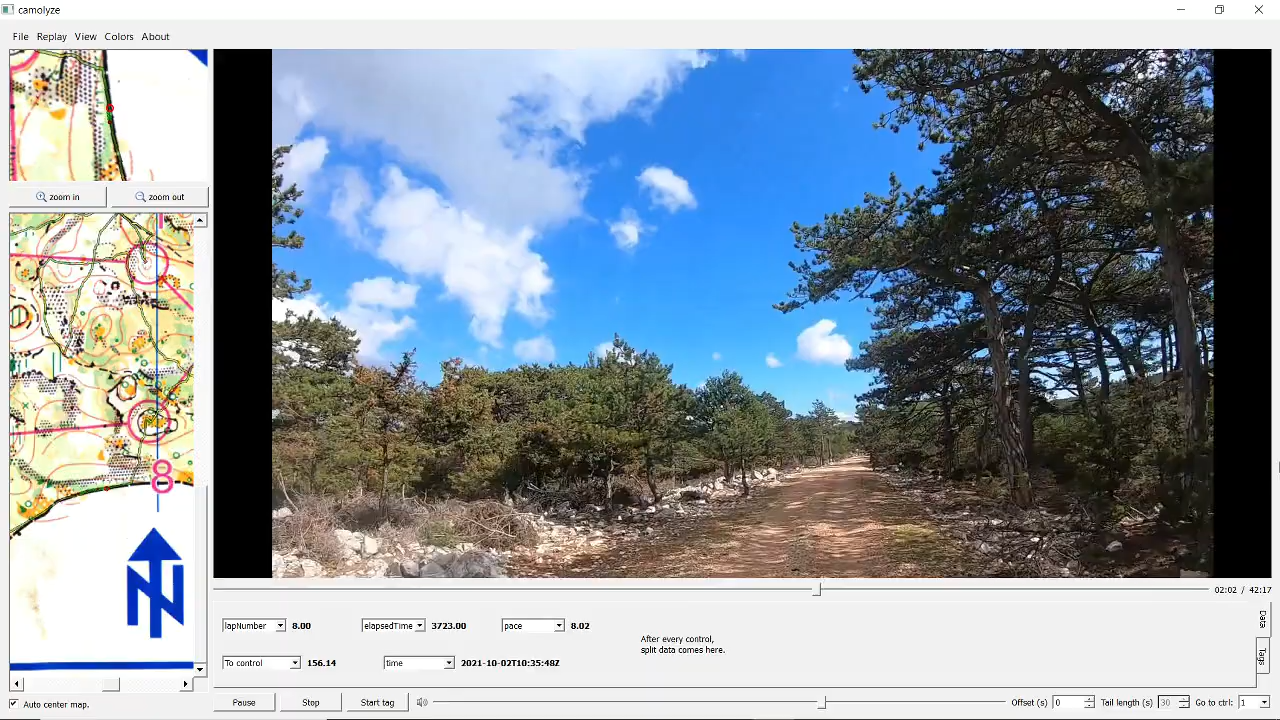 camolyze
File Replay View Colors About
zoom in zoom out
8
N
02:02 / 42:17
lapNumber 8.00 elapsedTime 3723.00 pace 8.02
After every control,
split data comes here.
To control 156.14 time 2021-10-02T10:35:48Z
Data
Tags
Auto center map.
Pause Stop Start tag Offset (s) 0 Tail length (s) 30 Go to ctrl: 1